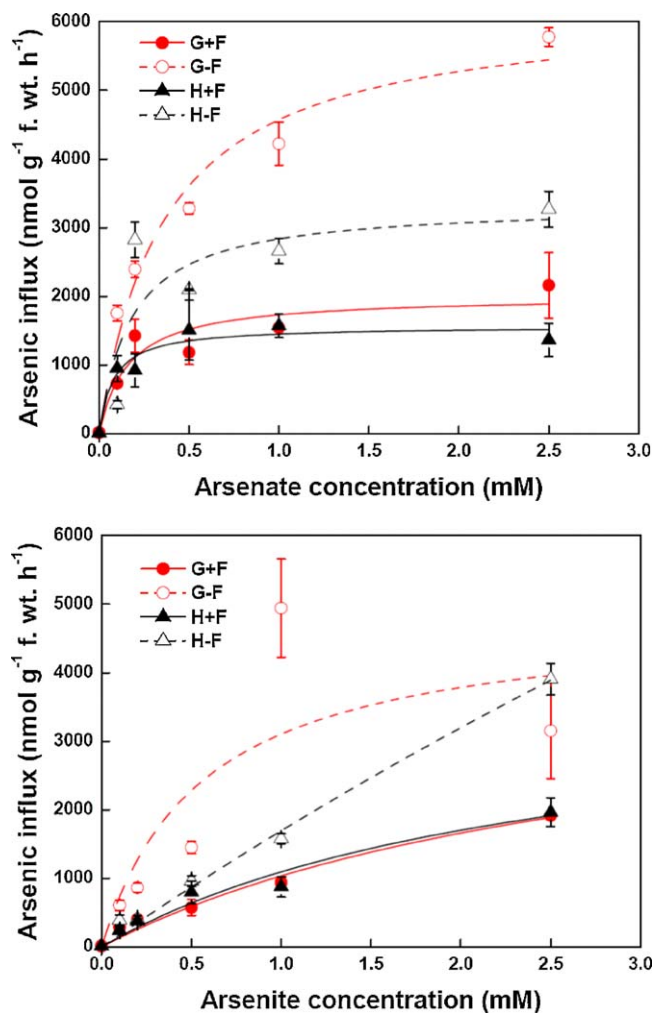 6000
5000
4000
3000
2000
1000
0
G+F
G-F
H+F
H-F
Arsenic influx (nmol g⁻¹ f. wt. h⁻¹)
0.0 0.5 1.0 1.5 2.0 2.5 3.0
Arsenate concentration (mM)
6000
5000
4000
3000
2000
1000
0
G+F
G-F
H+F
H-F
Arsenic influx (nmol g⁻¹ f. wt. h⁻¹)
0.0 0.5 1.0 1.5 2.0 2.5 3.0
Arsenite concentration (mM)